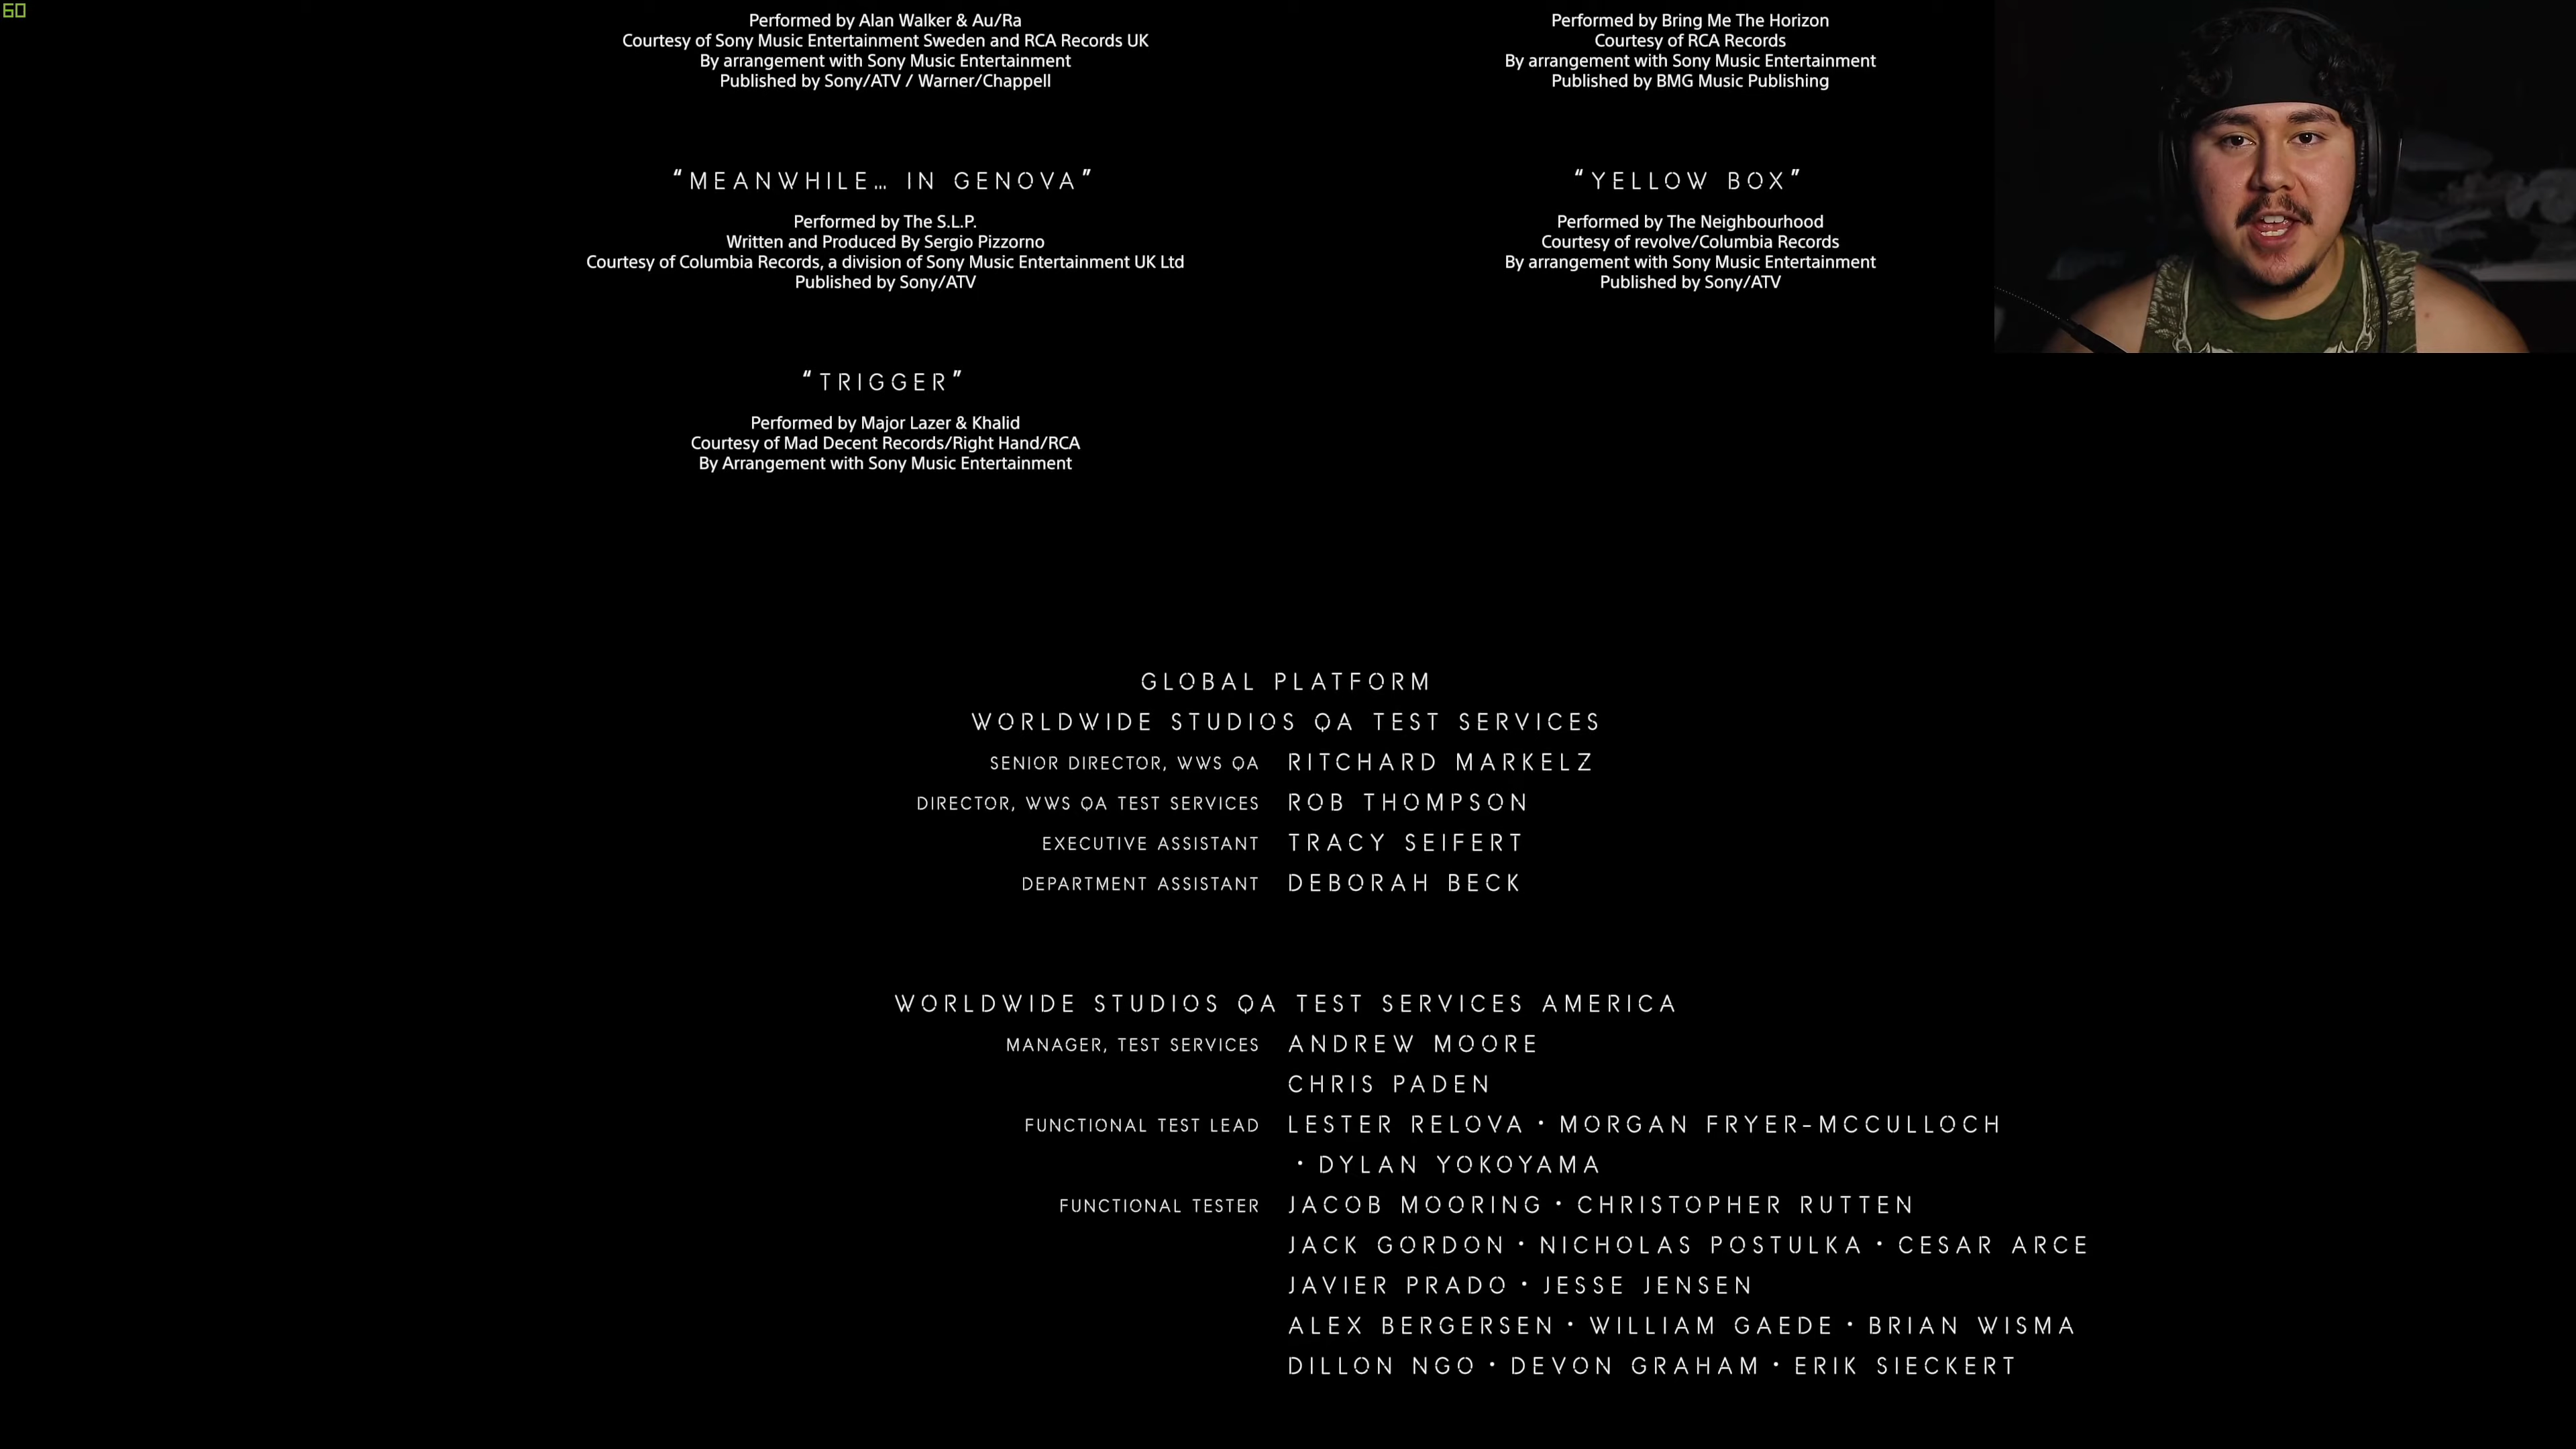 60
Performed by Alan Walker & Au/Ra
Courtesy of Sony Music Entertainment Sweden and RCA Records UK
By arrangement with Sony Music Entertainment
Published by Sony/ATV / Warner/Chappell
Performed by Bring Me The Horizon
Courtesy of RCA Records
By arrangement with Sony Music Entertainment
Published by BMG Music Publishing
“MEANWHILE… IN GENOVA”
Performed by The S.L.P.
Written and Produced By Sergio Pizzorno
Courtesy of Columbia Records, a division of Sony Music Entertainment UK Ltd
Published by Sony/ATV
“YELLOW BOX”
Performed by The Neighbourhood
Courtesy of revolve/Columbia Records
By arrangement with Sony Music Entertainment
Published by Sony/ATV
“TRIGGER”
Performed by Major Lazer & Khalid
Courtesy of Mad Decent Records/Right Hand/RCA
By Arrangement with Sony Music Entertainment
GLOBAL PLATFORM
WORLDWIDE STUDIOS QA TEST SERVICES
SENIOR DIRECTOR, WWS QA RITCHARD MARKELZ
DIRECTOR, WWS QA TEST SERVICES ROB THOMPSON
EXECUTIVE ASSISTANT TRACY SEIFERT
DEPARTMENT ASSISTANT DEBORAH BECK
WORLDWIDE STUDIOS QA TEST SERVICES AMERICA
MANAGER, TEST SERVICES ANDREW MOORE
CHRIS PADEN
FUNCTIONAL TEST LEAD LESTER RELOVA • MORGAN FRYER-MCCULLOCH
• DYLAN YOKOYAMA
FUNCTIONAL TESTER JACOB MOORING • CHRISTOPHER RUTTEN
JACK GORDON • NICHOLAS POSTULKA • CESAR ARCE
JAVIER PRADO • JESSE JENSEN
ALEX BERGERSEN • WILLIAM GAEDE • BRIAN WISMA
DILLON NGO • DEVON GRAHAM • ERIK SIECKERT